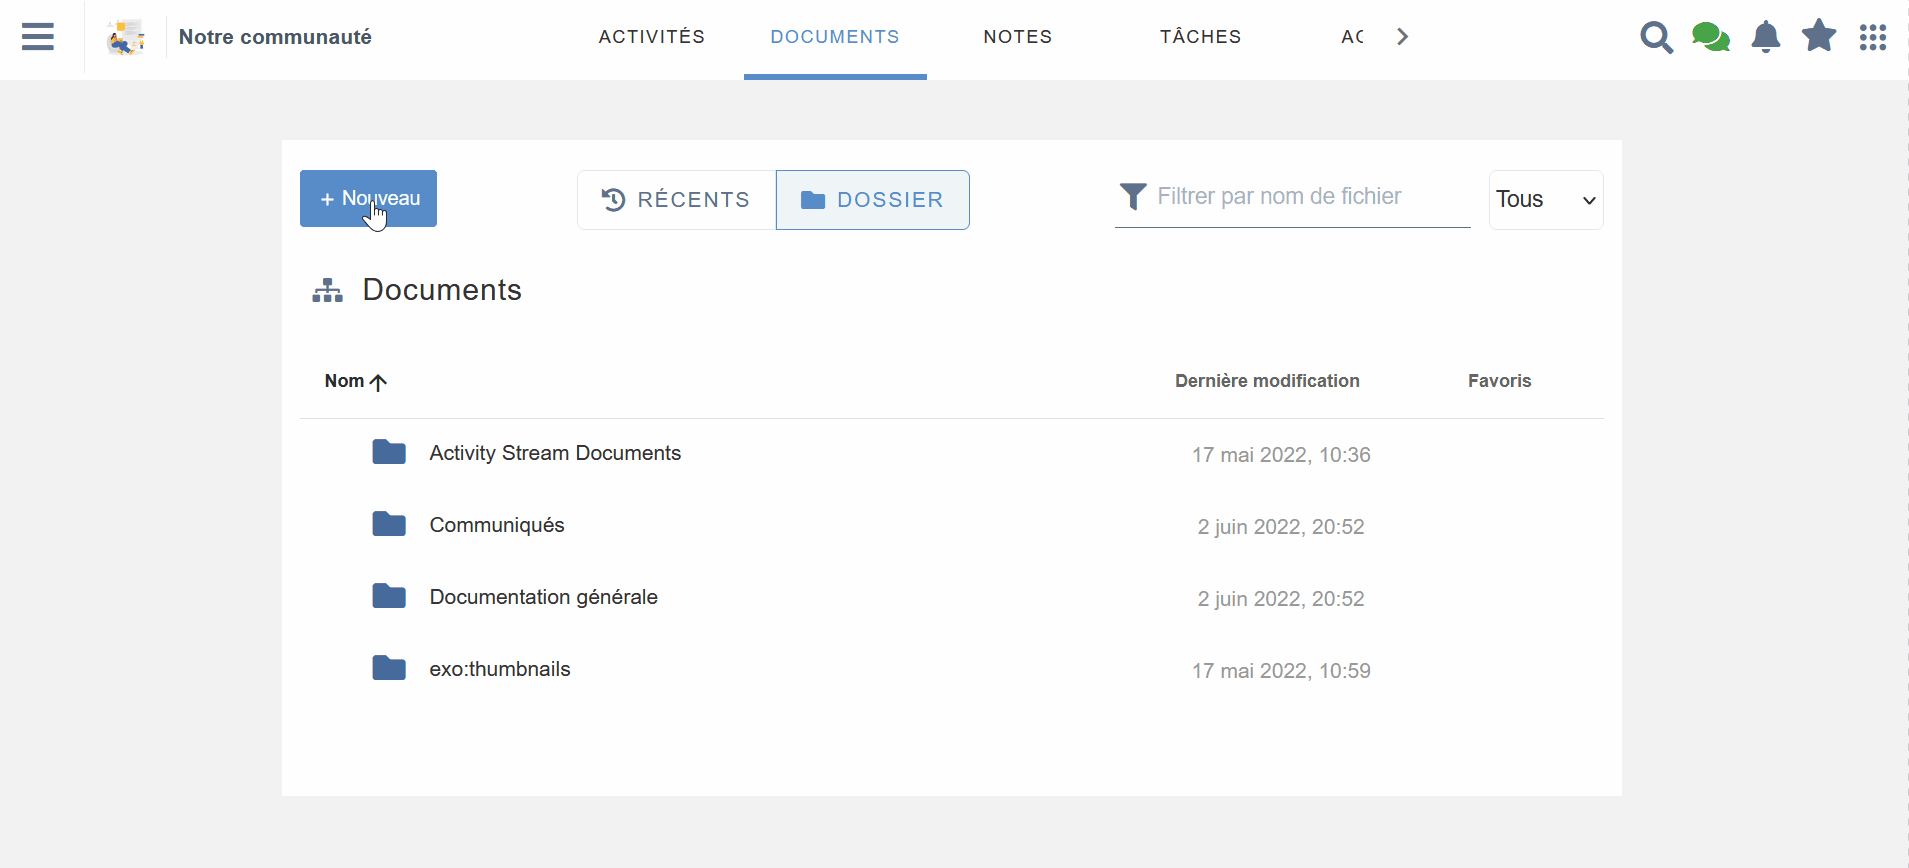 Notre communauté
ACTIVITÉS
DOCUMENTS
NOTES
TÂCHES
AC
+ Nouveau
RÉCENTS
DOSSIER
Filtrer par nom de fichier
Tous
Documents
Nom
Dernière modification
Favoris
Activity Stream Documents
17 mai 2022, 10:36
Communiqués
2 juin 2022, 20:52
Documentation générale
2 juin 2022, 20:52
exo:thumbnails
17 mai 2022, 10:59